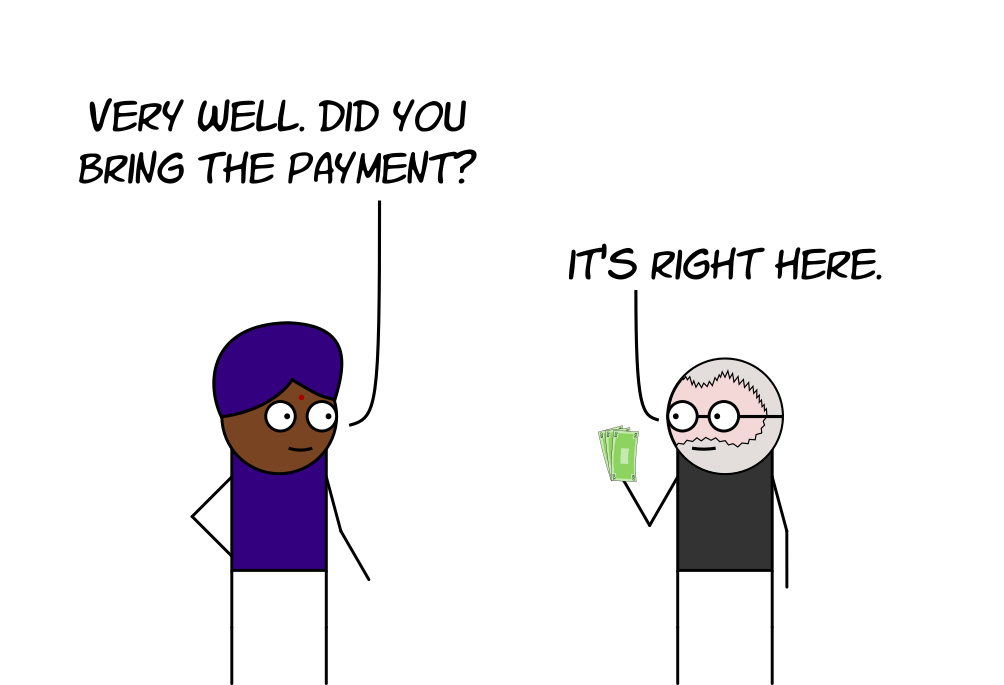 VERY WELL. DID YOU
BRING THE PAYMENT?
IT'S RIGHT HERE.